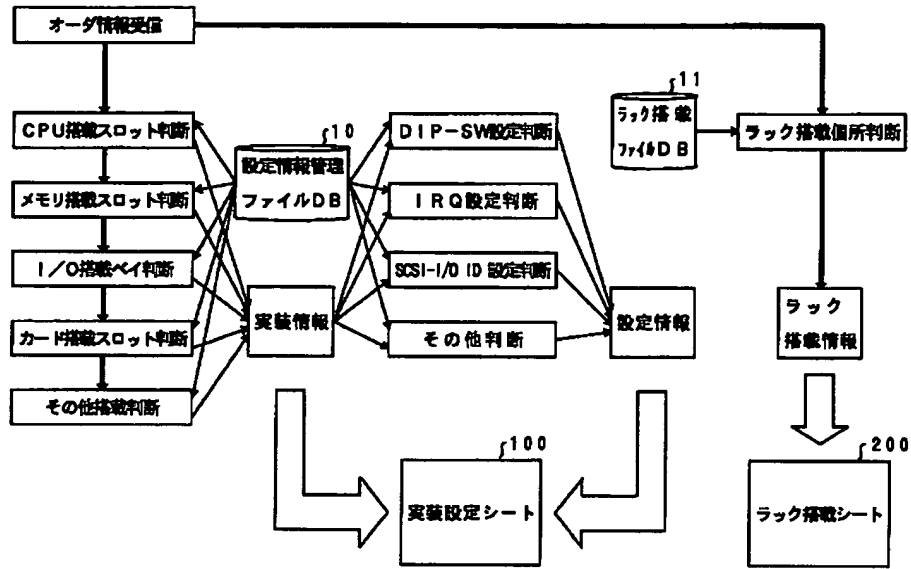 オーダ情報受信
CPU搭載スロット判断
メモリ搭載スロット判断
I/O搭載ベイ判断
カード搭載スロット判断
その他搭載判断
10
設定情報管理
ファイルDB
実装情報
DIP-SW設定判断
IRQ設定判断
SCSI-I/O ID 設定判断
その他判断
設定情報
11
ラック搭載
ファイルDB
ラック搭載個所判断
ラック
搭載情報
100
実装設定シート
200
ラック搭載シート